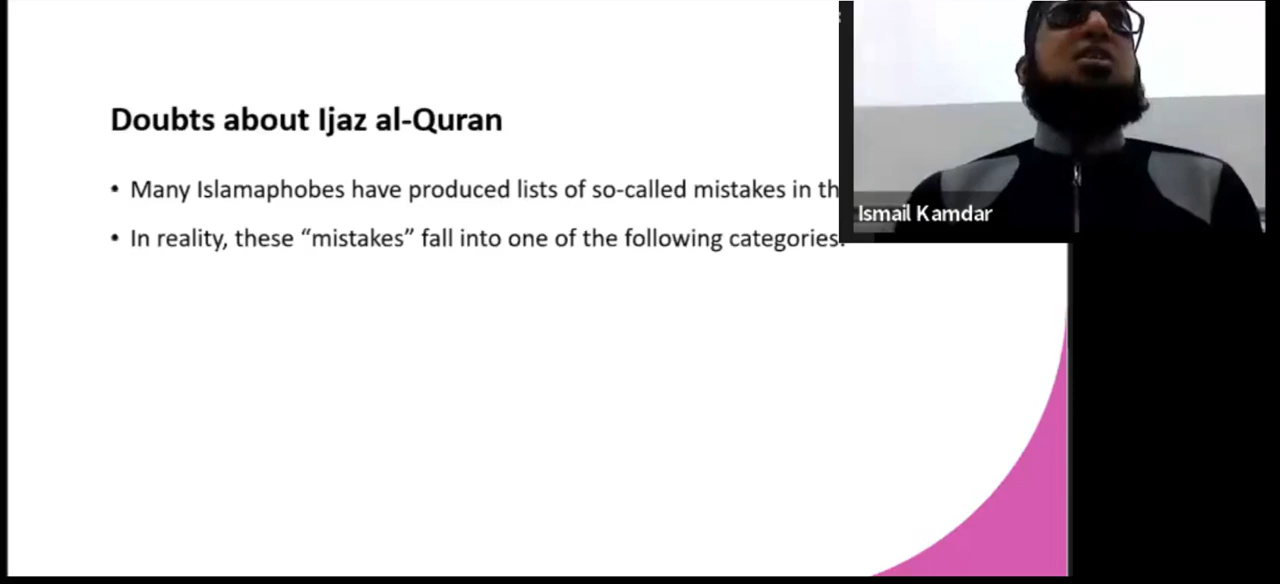 Doubts about Ijaz al-Quran
• Many Islamaphobes have produced lists of so-called mistakes in th
• In reality, these “mistakes” fall into one of the following categories:
Ismail Kamdar